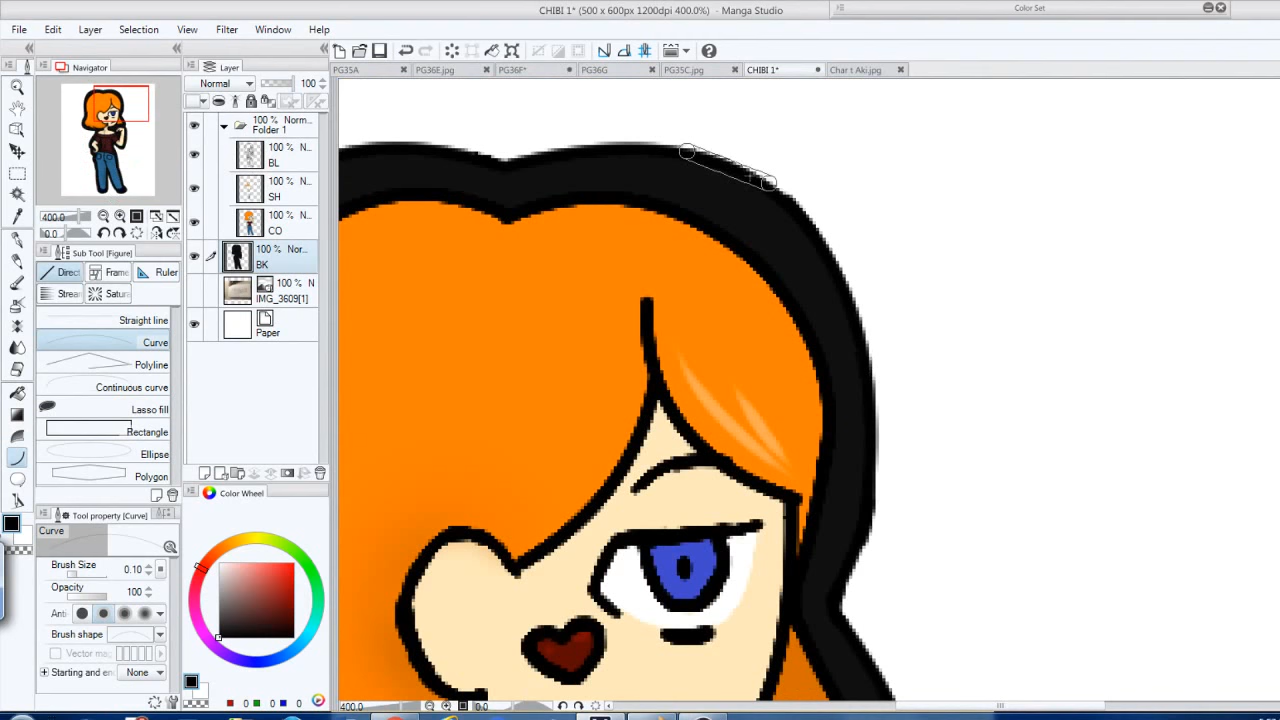 CHIBI 1* (500 x 600px 1200dpi 400.0%) - Manga Studio
Color Set
File Edit Layer Selection View Filter Window Help
PG35A PG36E.jpg PG36F* PG36G PG35C.jpg CHIBI 1* Char t Aki.jpg
Navigator
400.0
0.0
Layer
Normal 100
100 % Norm...
Folder 1
100 % N...
BL
100 % N...
SH
100 % N...
CO
100 % Nor...
BK
100 % N
IMG_3609[1]
Paper
Sub Tool [Figure]
Direct Frame Ruler
Strea Satura
Straight line
Curve
Polyline
Continuous curve
Lasso fill
Rectangle
Ellipse
Polygon
Tool property [Curve]
Curve
Brush Size 0.10
Opacity 100
Anti
Brush shape
Vector ma
Starting and en None
Color Wheel
0 0 0
400.0 0.0